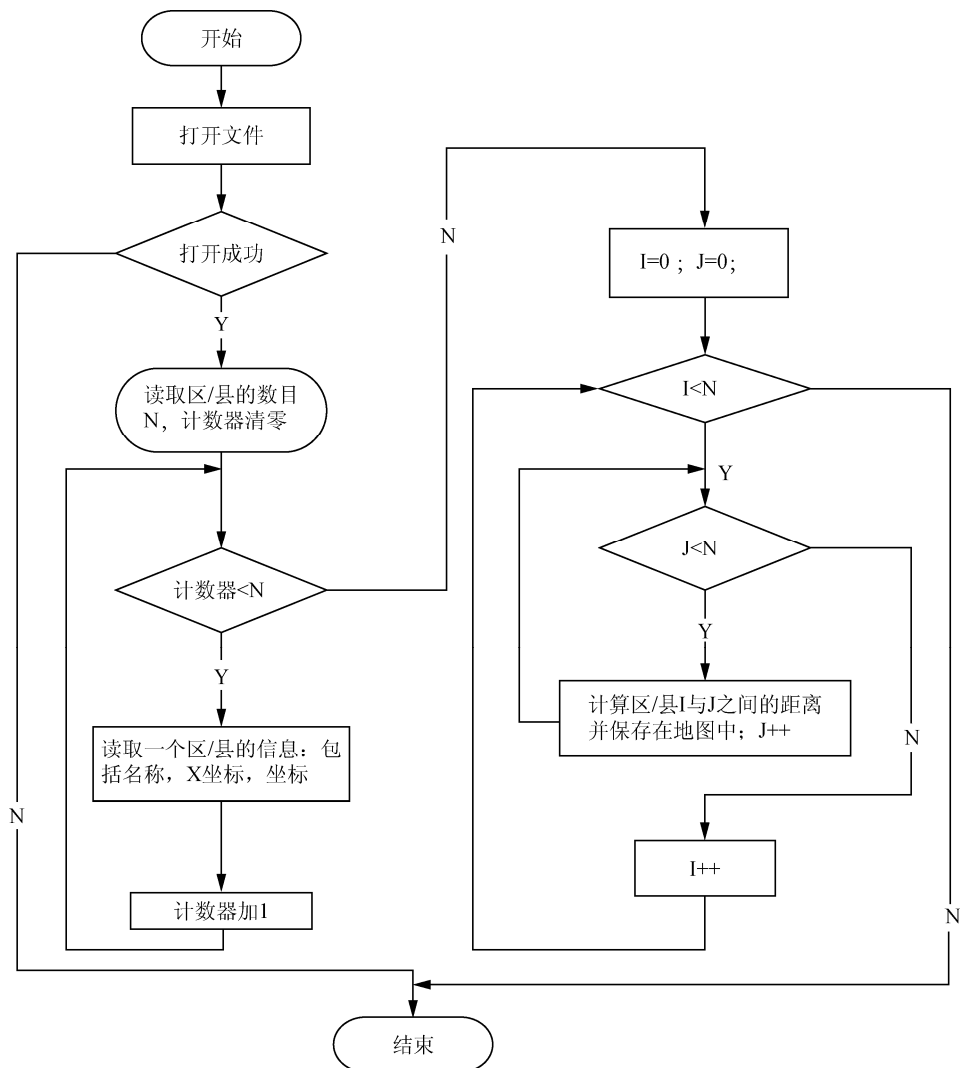 开始
打开文件
打开成功
Y
读取区/县的数目
N，计数器清零
计数器<N
Y
读取一个区/县的信息：包
括名称，X坐标，坐标
计数器加1
N
N
I=0 ；J=0；
I<N
Y
J<N
Y
计算区/县I与J之间的距离
并保存在地图中；J++
N
I++
N
结束